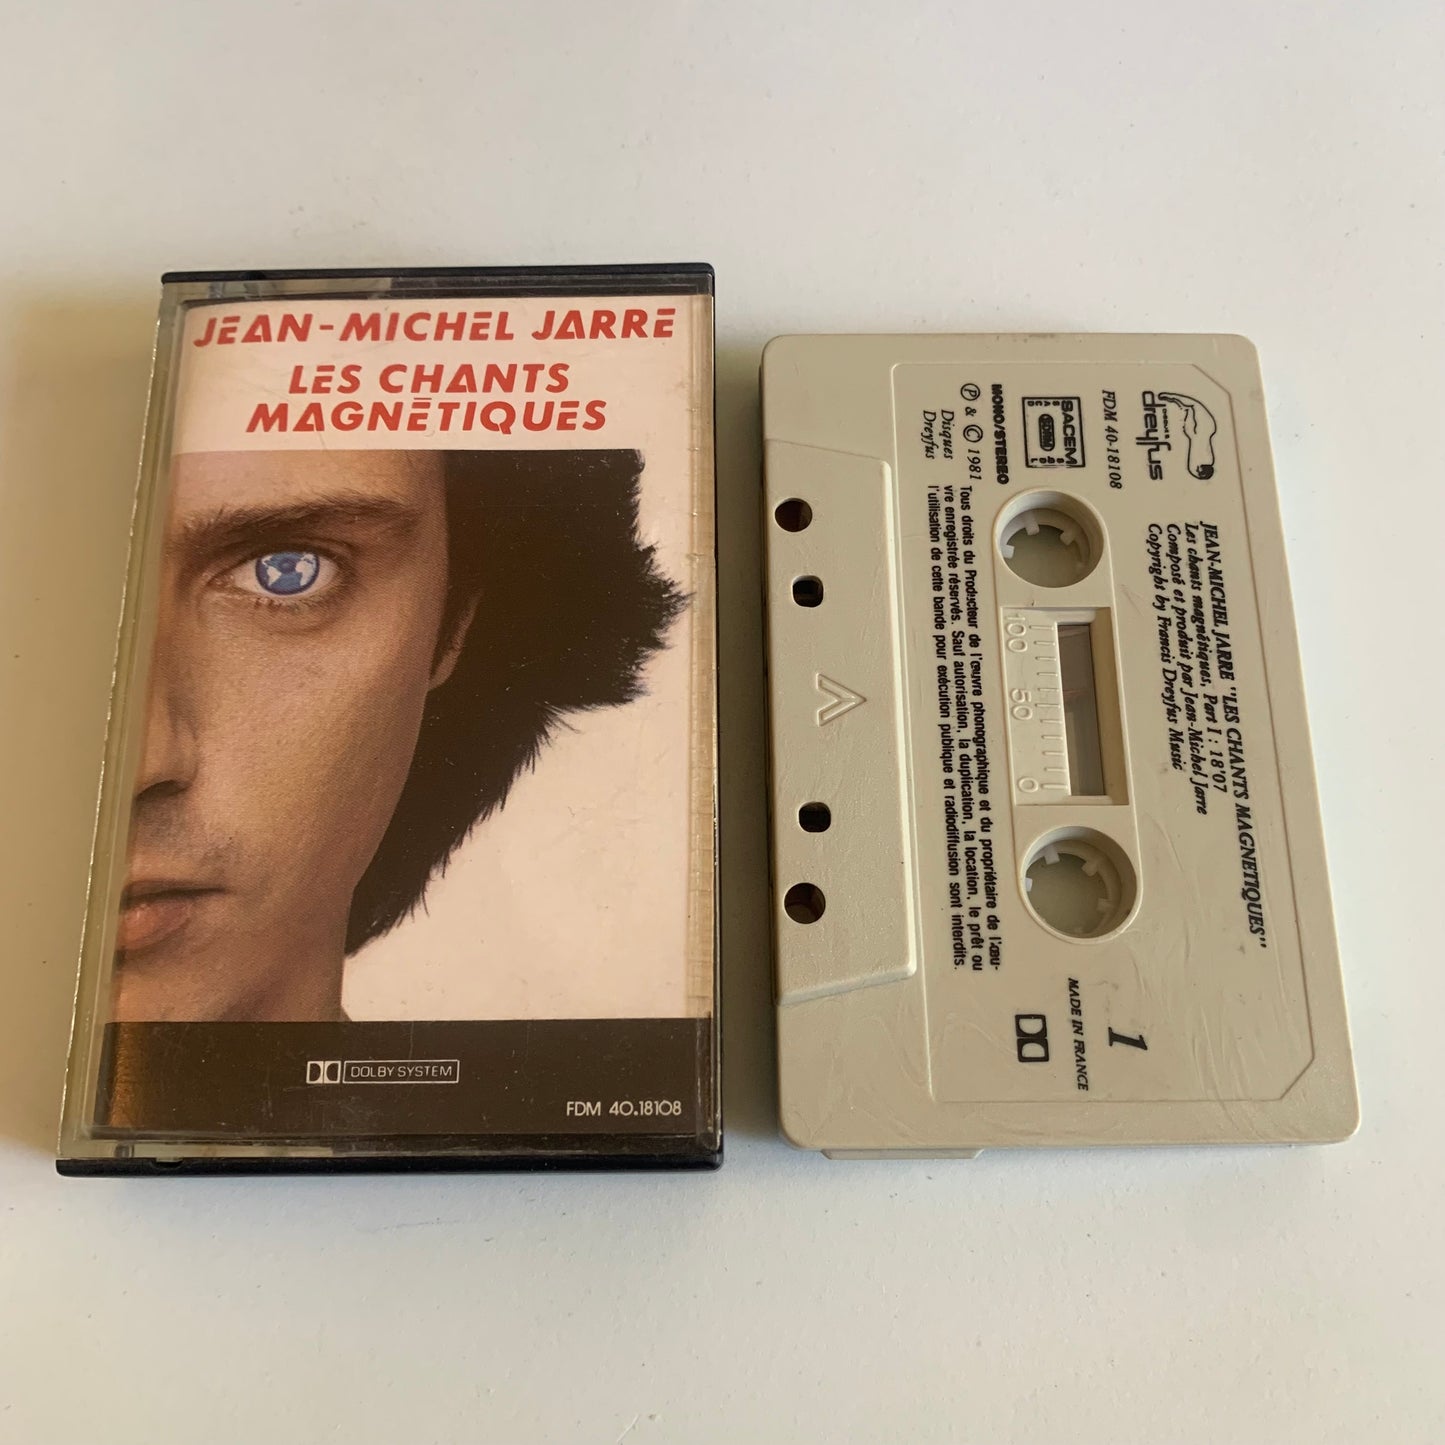 JEAN-MICHEL JARRE
LES CHANTS
MAGNÉTIQUES
DOLBY SYSTEM
FDM 40.18108
disques
dreyfus
FDM 40-18108
SACEM
MONO/STEREO
Ⓟ & © 1981
Disques
Dreyfus
JEAN-MICHEL JARRE "LES CHANTS MAGNETIQUES"
Les chants magnétiques, Part I : 18'07
Composé et produit par Jean-Michel Jarre
Copyright by Francis Dreyfus Music
100 50 0
Tous droits du Producteur de l'œuvre phonographique et du propriétaire de l'œu-
vre enregistrée réservés. Sauf autorisation, la duplication, la location, le prêt ou
l'utilisation de cette bande pour exécution publique et radiodiffusion sont interdits.
1
MADE IN FRANCE